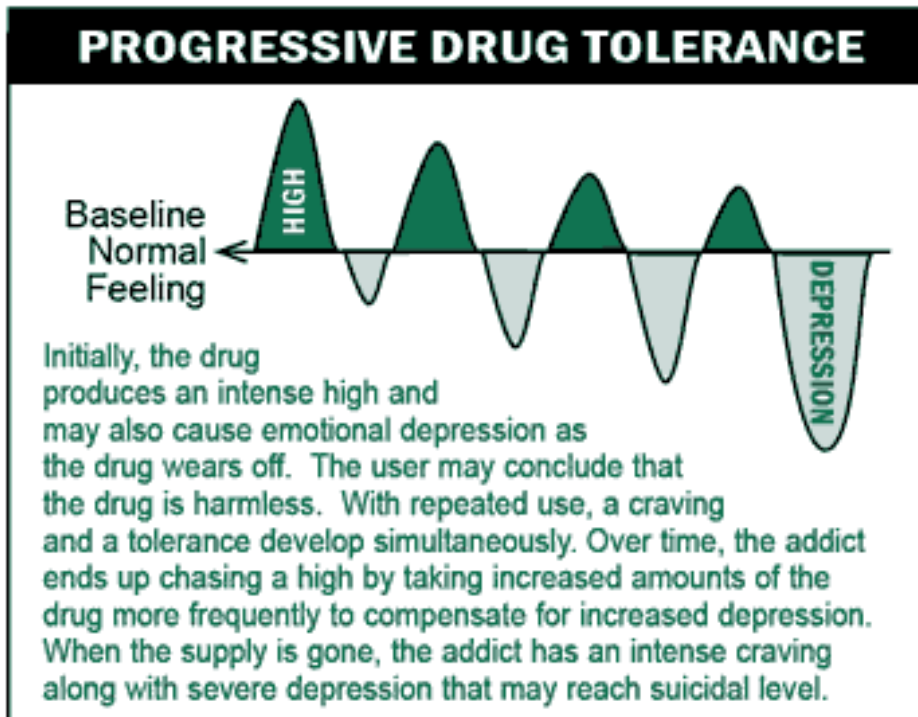 PROGRESSIVE DRUG TOLERANCE
HIGH
Baseline
Normal
Feeling
DEPRESSION
Initially, the drug
produces an intense high and
may also cause emotional depression as
the drug wears off.  The user may conclude that
the drug is harmless.  With repeated use, a craving
and a tolerance develop simultaneously. Over time, the addict
ends up chasing a high by taking increased amounts of the
drug more frequently to compensate for increased depression.
When the supply is gone, the addict has an intense craving
along with severe depression that may reach suicidal level.